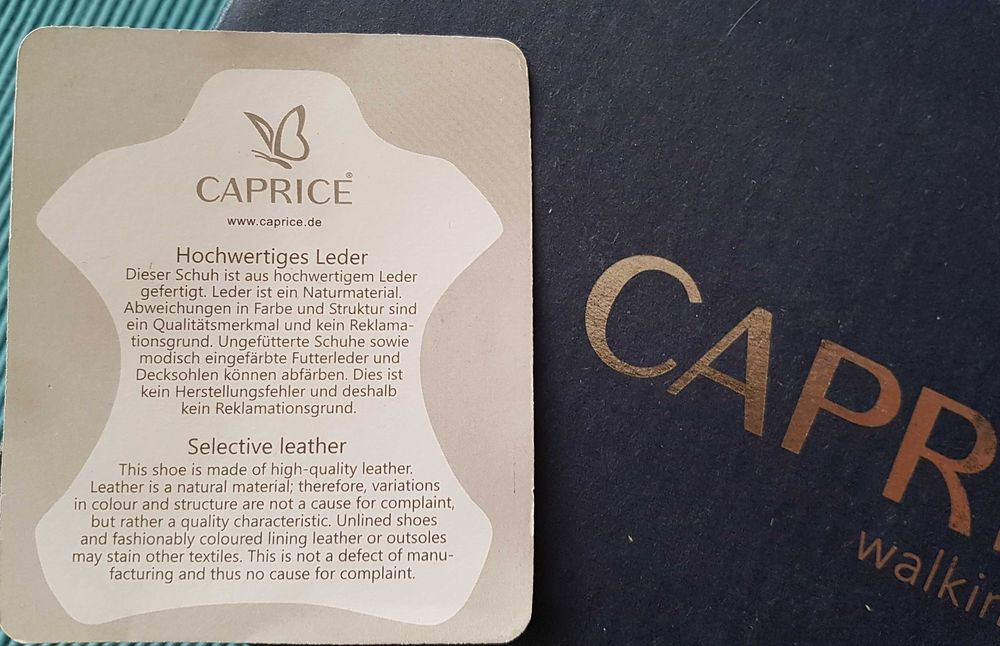 CAPRICE®
www.caprice.de
Hochwertiges Leder
Dieser Schuh ist aus hochwertigem Leder
gefertigt. Leder ist ein Naturmaterial.
Abweichungen in Farbe und Struktur sind
ein Qualitätsmerkmal und kein Reklama-
tionsgrund. Ungefütterte Schuhe sowie
modisch eingefärbte Futterleder und
Decksohlen können abfärben. Dies ist
kein Herstellungsfehler und deshalb
kein Reklamationsgrund.
Selective leather
This shoe is made of high-quality leather.
Leather is a natural material; therefore, variations
in colour and structure are not a cause for complaint,
but rather a quality characteristic. Unlined shoes
and fashionably coloured lining leather or outsoles
may stain other textiles. This is not a defect of manu-
facturing and thus no cause for complaint.
CAPR
walkin